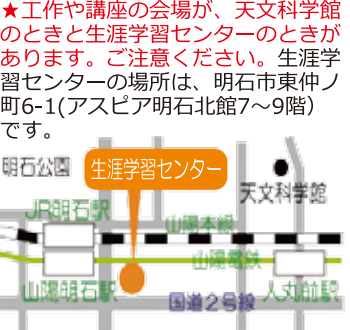 ★工作や講座の会場が、天文科学館
のときと生涯学習センターのときが
あります。ご注意ください。生涯学
習センターの場所は、明石市東仲ノ
町6-1(アスピア明石北館7～9階）
です。
明石公園
生涯学習センター
天文科学館
JR明石駅
山陽本線
山陽電鉄
山陽明石駅
人丸前駅
国道２号線